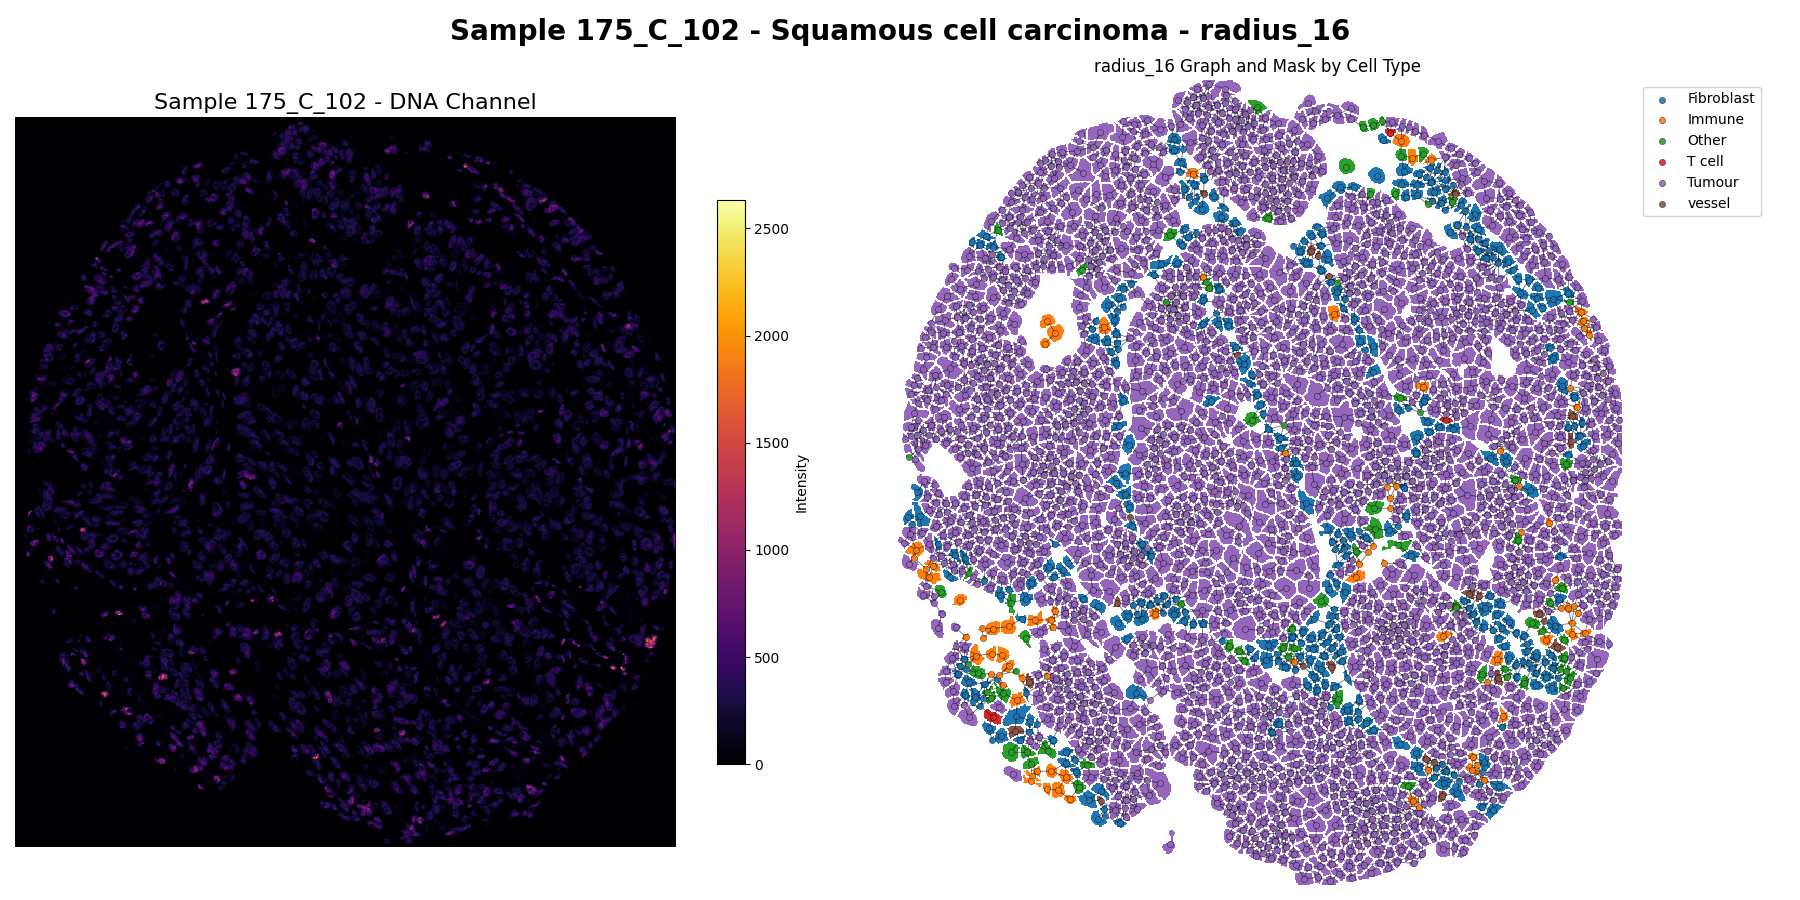 Sample 175_C_102 - Squamous cell carcinoma - radius_16
Sample 175_C_102 - DNA Channel
2500
2000
1500
1000
500
0
Intensity
radius_16 Graph and Mask by Cell Type
Fibroblast
Immune
Other
T cell
Tumour
vessel